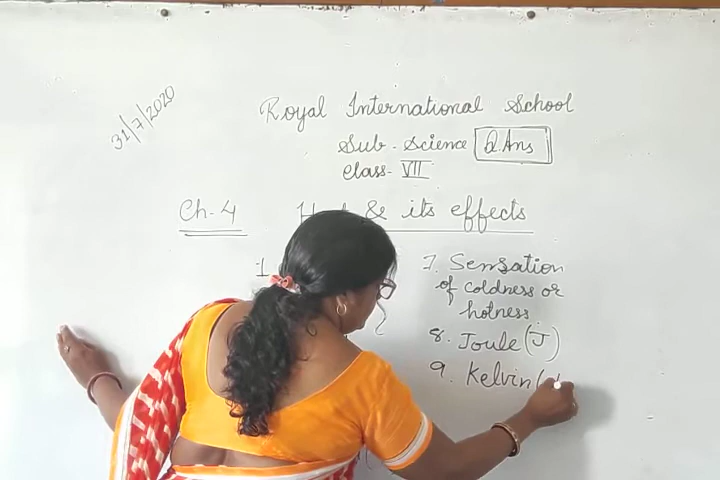 31/7/2020
Royal International School
Sub - Science Q.Ans
Class - VII
Ch - 4 & its effects
1
7. Sensation
of coldness or
hotness
8. Joule (J)
9. Kelvin (